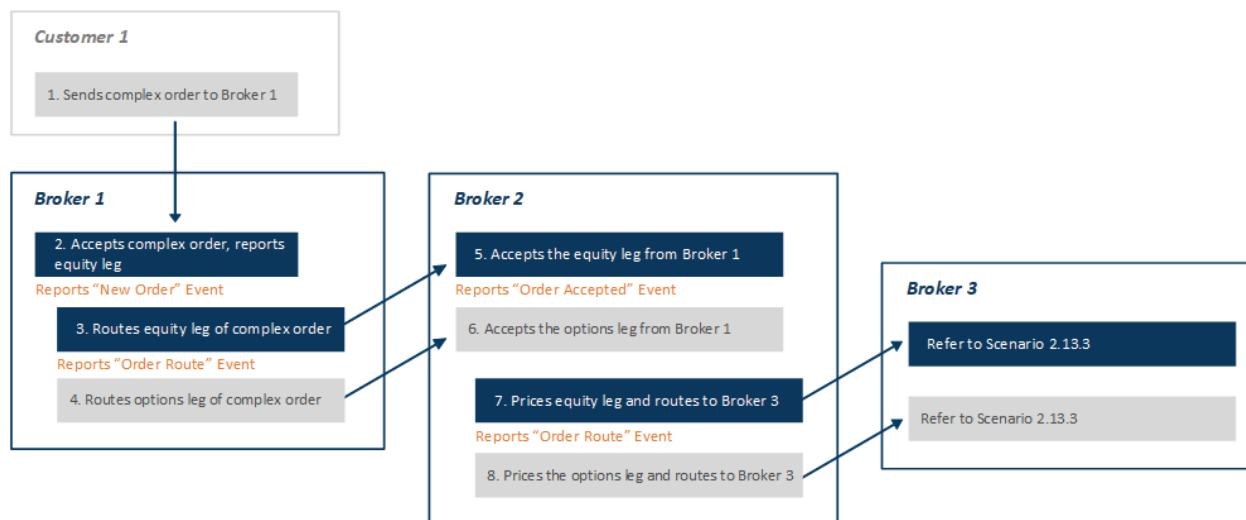 Customer 1
1. Sends complex order to Broker 1
Broker 1
2. Accepts complex order, reports
equity leg
Reports “New Order” Event
3. Routes equity leg of complex order
Reports “Order Route” Event
4. Routes options leg of complex order
Broker 2
5. Accepts the equity leg from Broker 1
Reports “Order Accepted” Event
6. Accepts the options leg from Broker 1
7. Prices equity leg and routes to Broker 3
Reports “Order Route” Event
8. Prices the options leg and routes to Broker 3
Broker 3
Refer to Scenario 2.13.3
Refer to Scenario 2.13.3